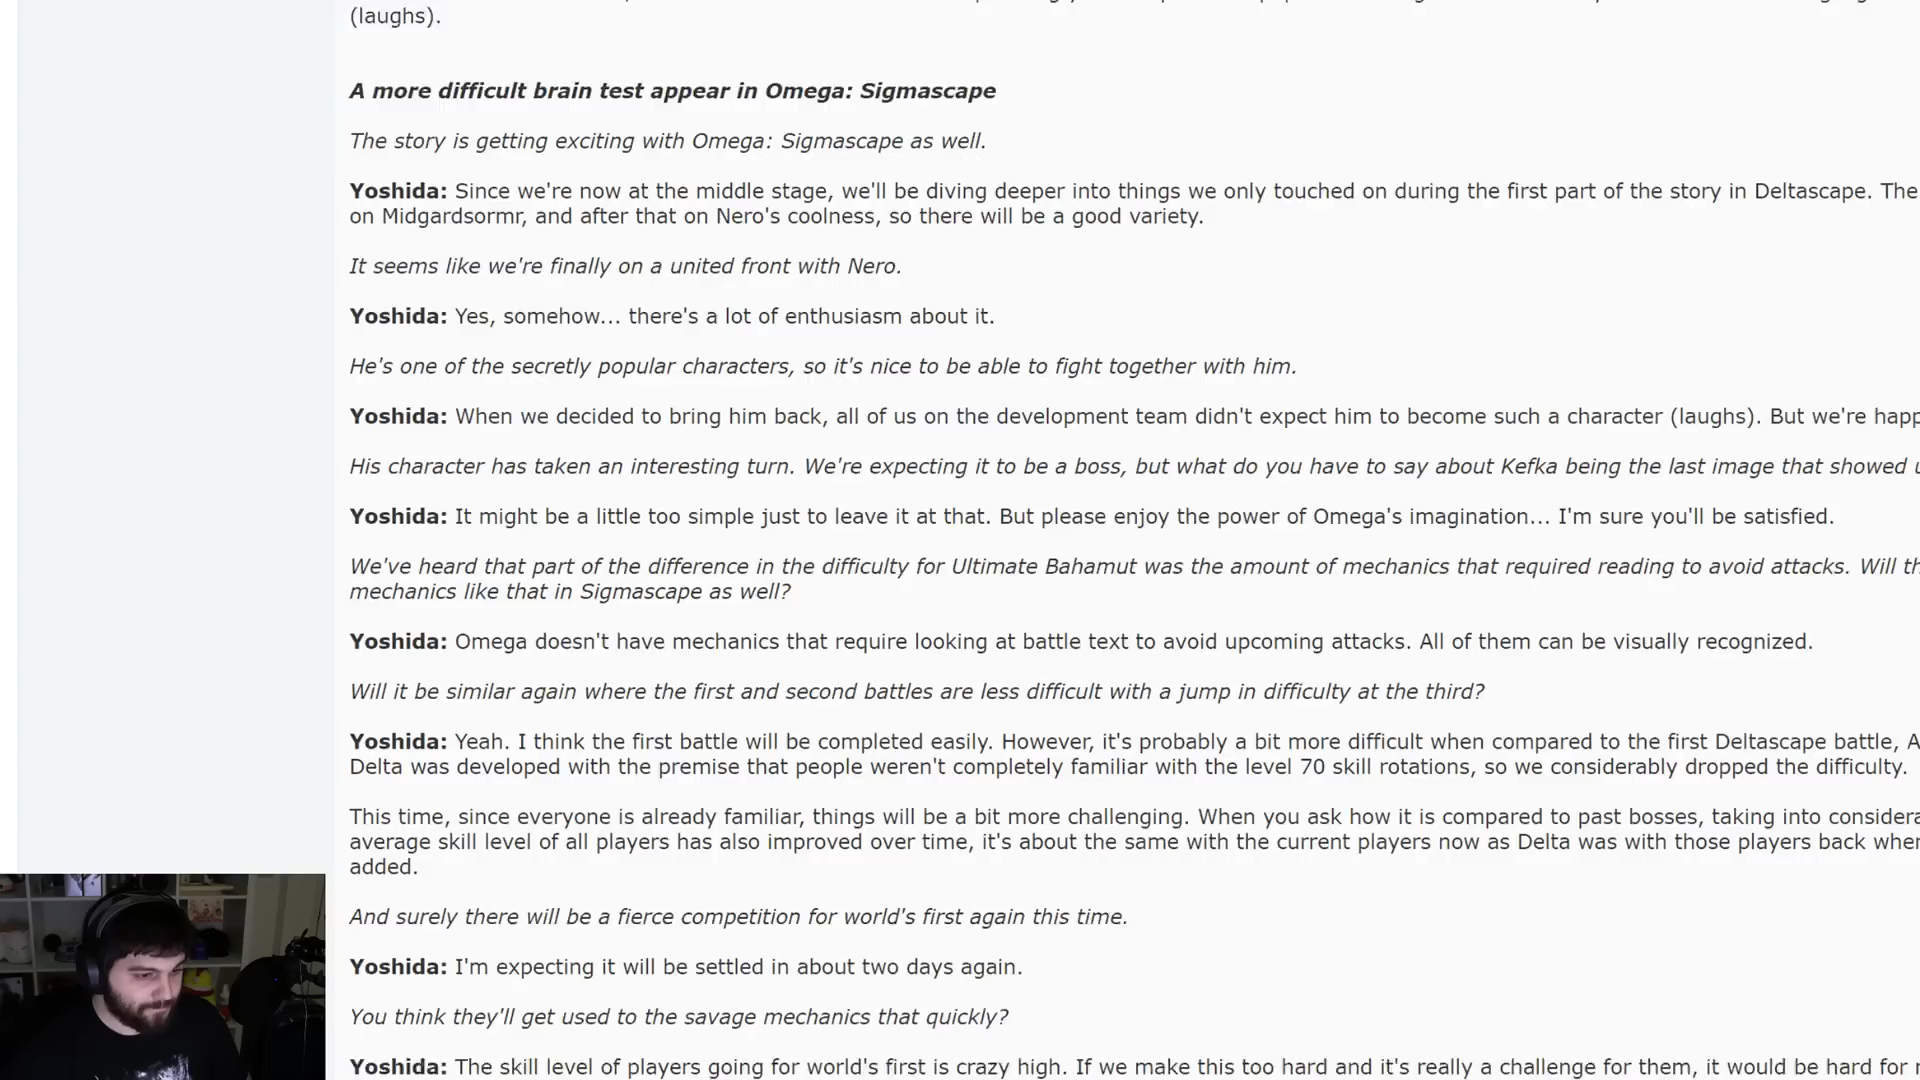 (laughs).
A more difficult brain test appear in Omega: Sigmascape
The story is getting exciting with Omega: Sigmascape as well.
Yoshida: Since we're now at the middle stage, we'll be diving deeper into things we only touched on during the first part of the story in Deltascape. The
on Midgardsormr, and after that on Nero's coolness, so there will be a good variety.
It seems like we're finally on a united front with Nero.
Yoshida: Yes, somehow... there's a lot of enthusiasm about it.
He's one of the secretly popular characters, so it's nice to be able to fight together with him.
Yoshida: When we decided to bring him back, all of us on the development team didn't expect him to become such a character (laughs). But we're
His character has taken an interesting turn. We're expecting it to be a boss, but what do you have to say about Kefka being the last image that showed
Yoshida: It might be a little too simple just to leave it at that. But please enjoy the power of Omega's imagination... I'm sure you'll be satisfied.
We've heard that part of the difference in the difficulty for Ultimate Bahamut was the amount of mechanics that required reading to avoid attacks. Will
mechanics like that in Sigmascape as well?
Yoshida: Omega doesn't have mechanics that require looking at battle text to avoid upcoming attacks. All of them can be visually recognized.
Will it be similar again where the first and second battles are less difficult with a jump in difficulty at the third?
Yoshida: Yeah. I think the first battle will be completed easily. However, it's probably a bit more difficult when compared to the first Deltascape battle,
Delta was developed with the premise that people weren't completely familiar with the level 70 skill rotations, so we considerably dropped the difficulty.
This time, since everyone is already familiar, things will be a bit more challenging. When you ask how it is compared to past bosses, taking into
average skill level of all players has also improved over time, it's about the same with the current players now as Delta was with those players back
added.
And surely there will be a fierce competition for world's first again this time.
Yoshida: I'm expecting it will be settled in about two days again.
You think they'll get used to the savage mechanics that quickly?
Yoshida: The skill level of players going for world's first is crazy high. If we make this too hard and it's really a challenge for them, it would be hard for